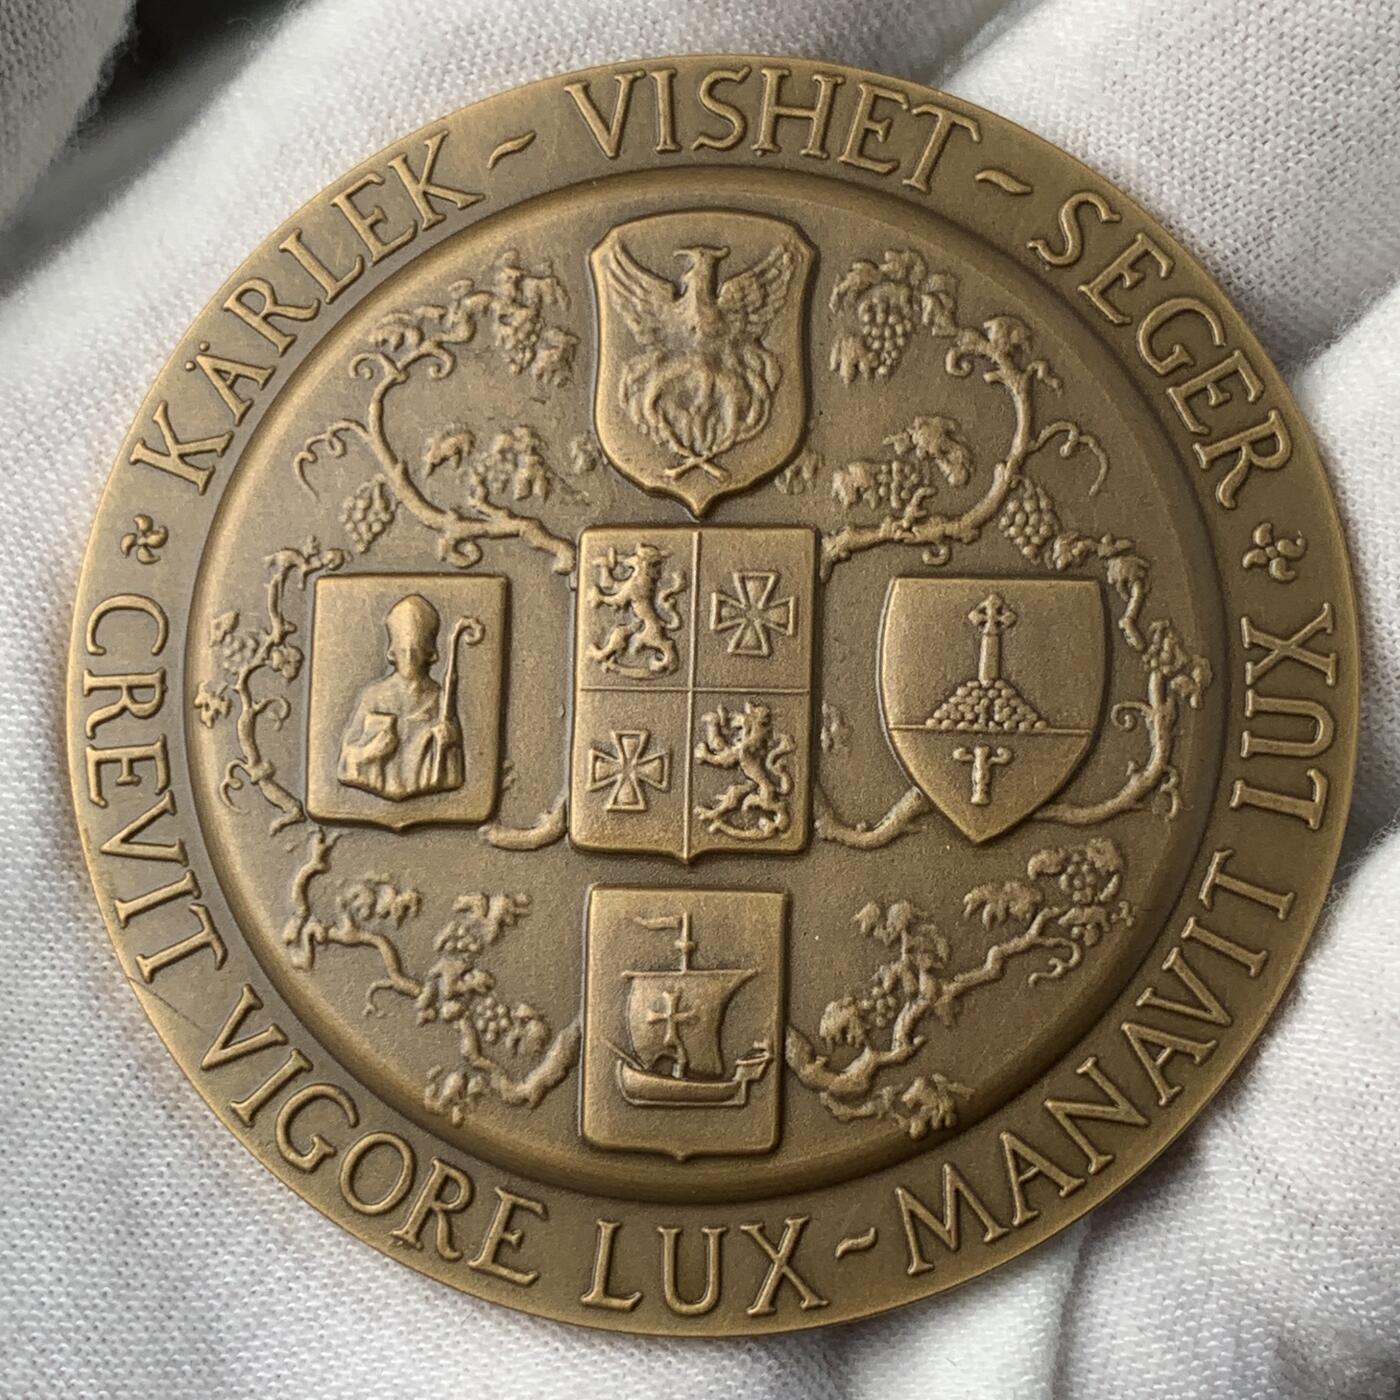 KÄRLEK ~ VISHET ~ SEGER
CREVIT VIGORE LUX ~ MANAVIT LUX